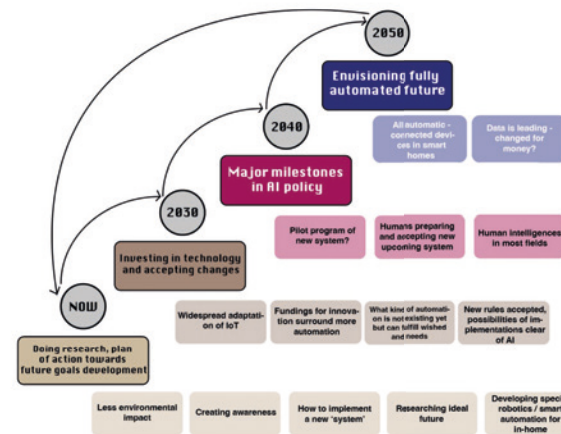 2050
Envisioning fully
automated future
All automatic -
connected devi-
ces in smart
homes
Data is leading -
changed for
money?
2040
Major milestones
in AI policy
Pilot program of
new system?
Humans preparing
and accepting new
upcoming system
Human intelligences
in most fields
2030
Investing in technology
and accepting changes
Widespread adaptat-
ion of IoT
Fundings for innova-
tion surround more
automation
What kind of automation
is not existing yet
but can fulfill wished
and needs
New rules accepted,
possibilities of im-
plementations clear
of AI
NOW
Doing research, plan
of action towards
future goals development
Less environmental
impact
Creating awareness
How to implement
a new ‘system’
Researching ideal
future
Developing speci
robotics / smart
automation for
in-home